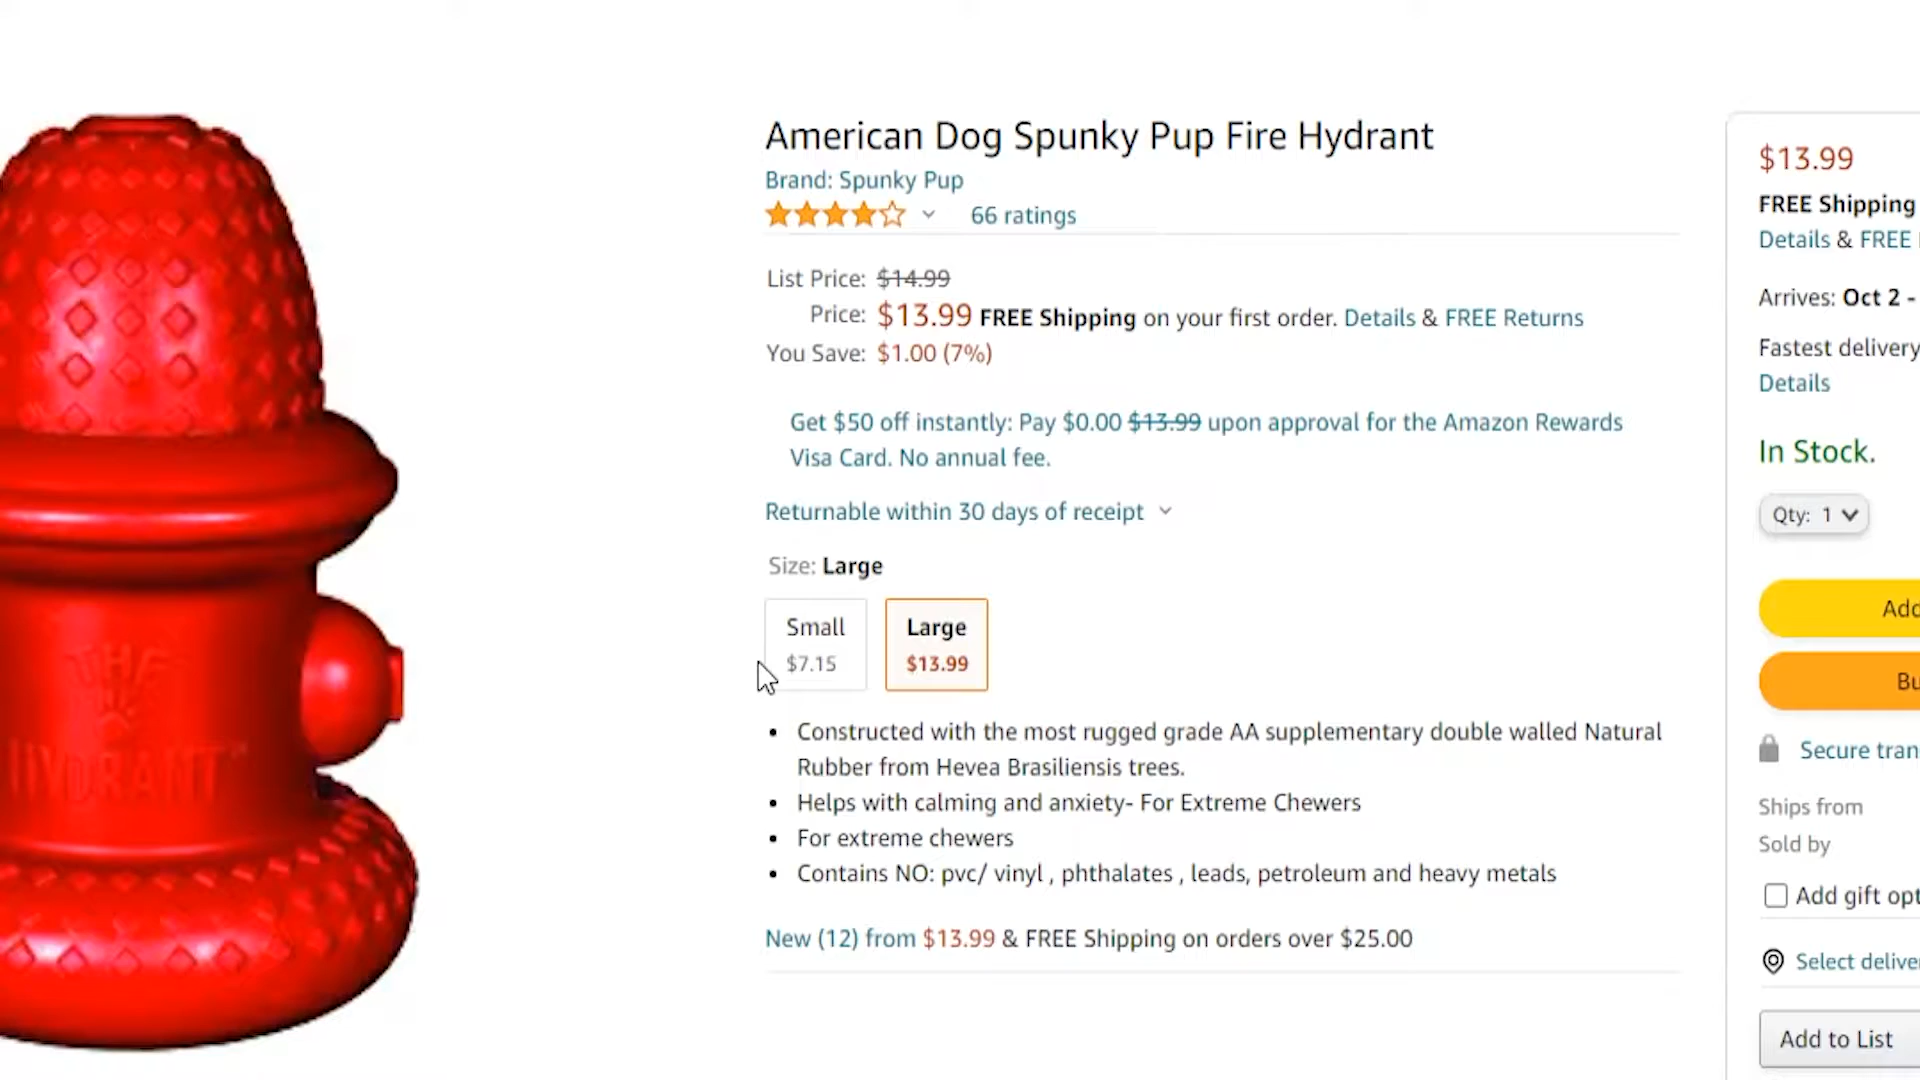 American Dog Spunky Pup Fire Hydrant
Brand: Spunky Pup
66 ratings
List Price: $14.99
Price: $13.99 FREE Shipping on your first order. Details & FREE Returns
You Save: $1.00 (7%)
Get $50 off instantly: Pay $0.00 $13.99 upon approval for the Amazon Rewards
Visa Card. No annual fee.
Returnable within 30 days of receipt
Size: Large
Small
$7.15
Large
$13.99
Constructed with the most rugged grade AA supplementary double walled Natural
Rubber from Hevea Brasiliensis trees.
Helps with calming and anxiety- For Extreme Chewers
For extreme chewers
Contains NO: pvc/ vinyl , phthalates , leads, petroleum and heavy metals
New (12) from $13.99 & FREE Shipping on orders over $25.00
$13.99
FREE Shipping
Details & FREE
Arrives: Oct 2 -
Fastest delivery
Details
In Stock.
Qty: 1
Add
Bu
Secure tran
Ships from
Sold by
Add gift opt
Select delive
Add to List
THE
HYDRANT